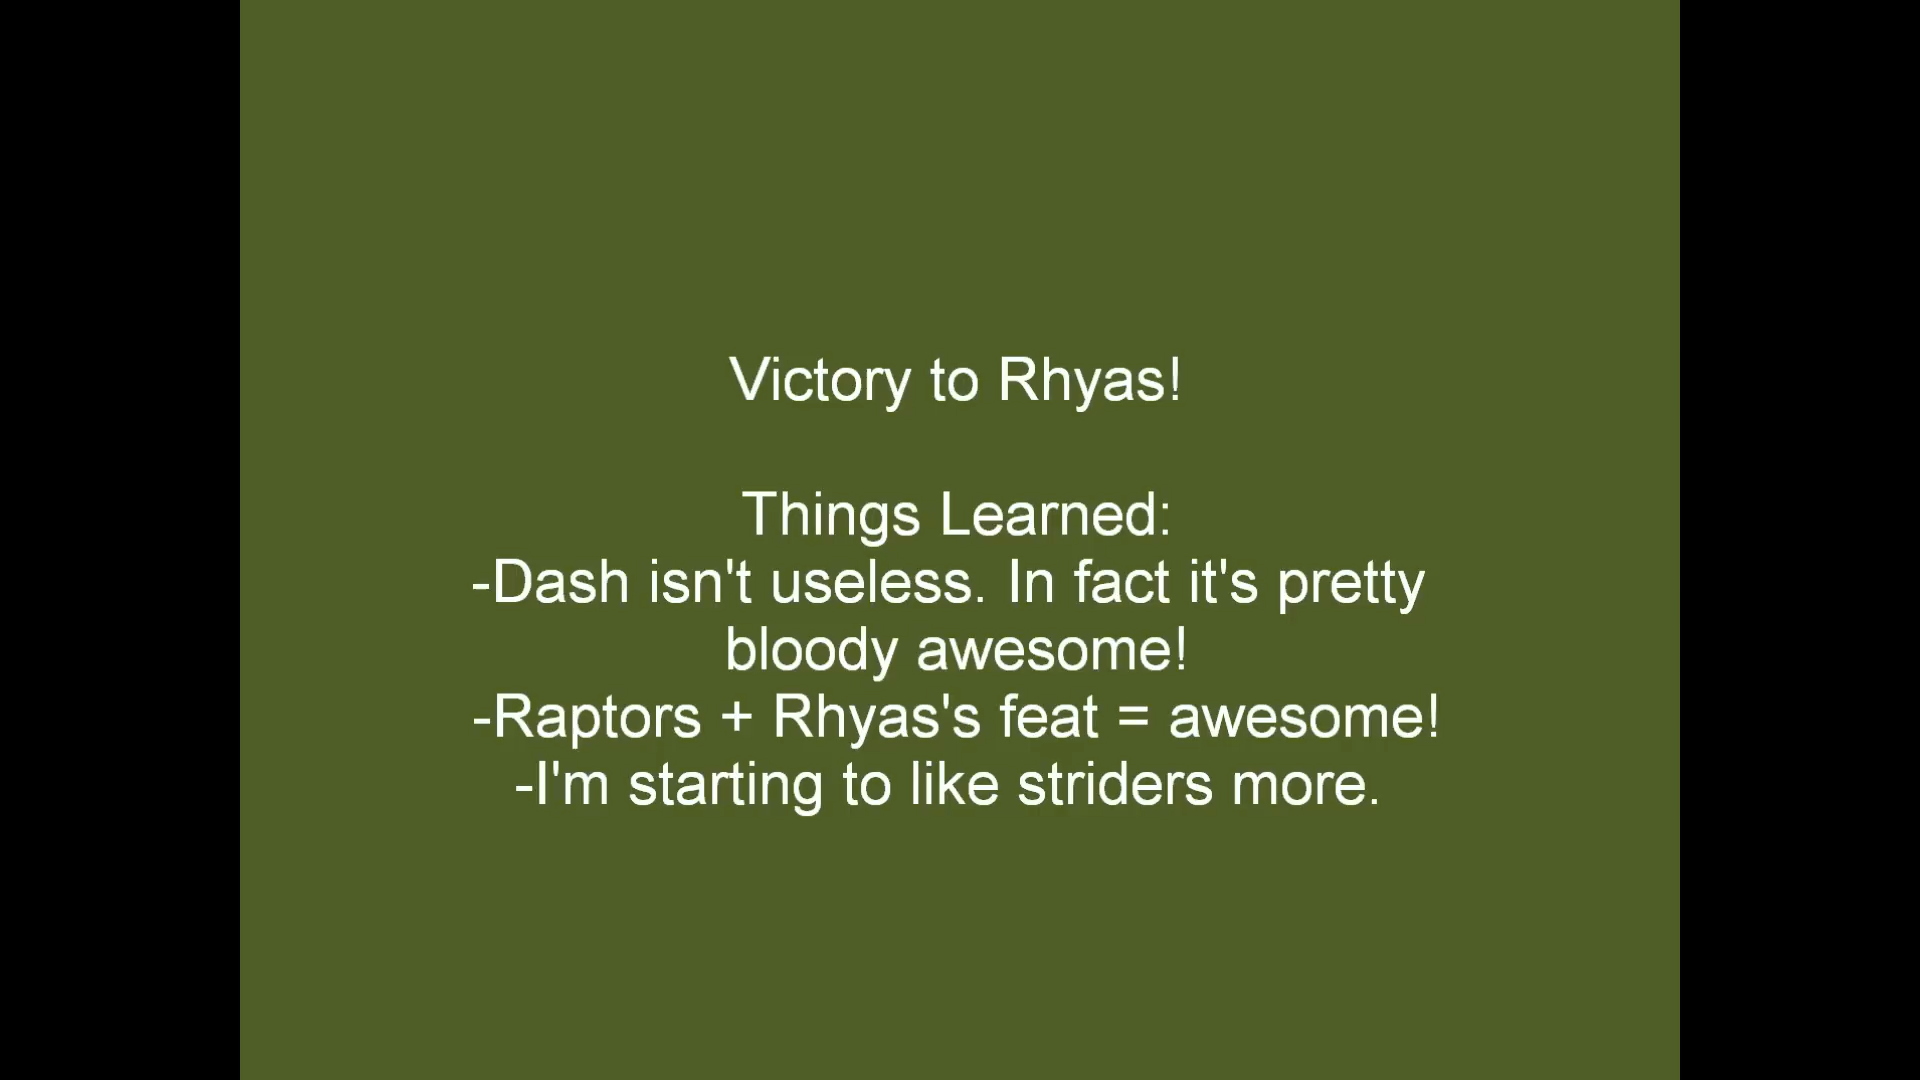 Victory to Rhyas!
Things Learned:
-Dash isn't useless. In fact it's pretty
bloody awesome!
-Raptors + Rhyas's feat = awesome!
-I'm starting to like striders more.